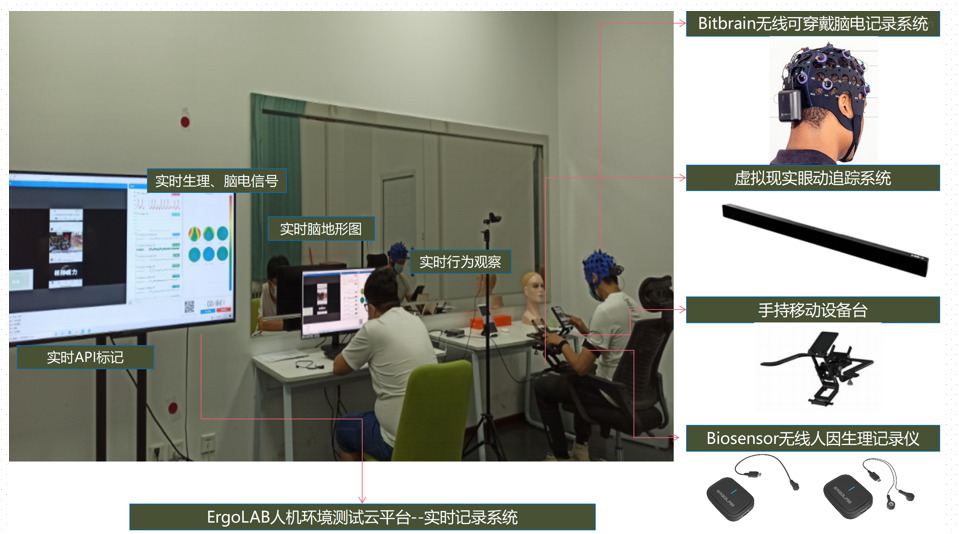 Bitbrain无线可穿戴脑电记录系统
实时生理、脑电信号
虚拟现实眼动追踪系统
实时脑地形图
实时行为观察
手持移动设备台
实时API标记
Biosensor无线人因生理记录仪
ErgoLAB人机环境测试云平台--实时记录系统